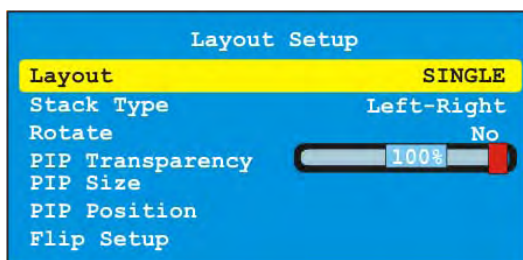 Layout Setup
Layout SINGLE
Stack Type Left-Right
Rotate No
PIP Transparency 100%
PIP Size
PIP Position
Flip Setup